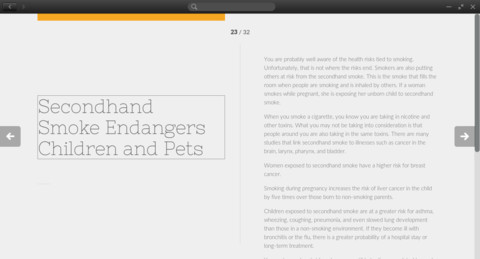 23 / 32
Secondhand
Smoke Endangers
Children and Pets
You are probably well aware of the health risks tied to smoking.
Unfortunately, that is not where the risks end. Smokers are also putting
others at risk from the secondhand smoke. This is the smoke that fills the
room when people are smoking and is inhaled by others. If a woman
smokes while pregnant, she is exposing her unborn child to secondhand
smoke.
When you smoke a cigarette, you know you are taking in nicotine and
other toxins. What you may not be taking into consideration is that
people around you are also taking in the same toxins. There are many
studies that link secondhand smoke to illnesses such as cancer in the
brain, larynx, pharynx, and bladder.
Women exposed to secondhand smoke have a higher risk for breast
cancer.
Smoking during pregnancy increases the risk of liver cancer in the child
by five times over those born to non-smoking parents.
Children exposed to secondhand smoke are at a greater risk for asthma,
wheezing, coughing, pneumonia, and even slowed lung development
than those in a non-smoking environment. If they become ill with
bronchitis or the flu, there is a greater probability of a hospital stay or
long-term treatment.